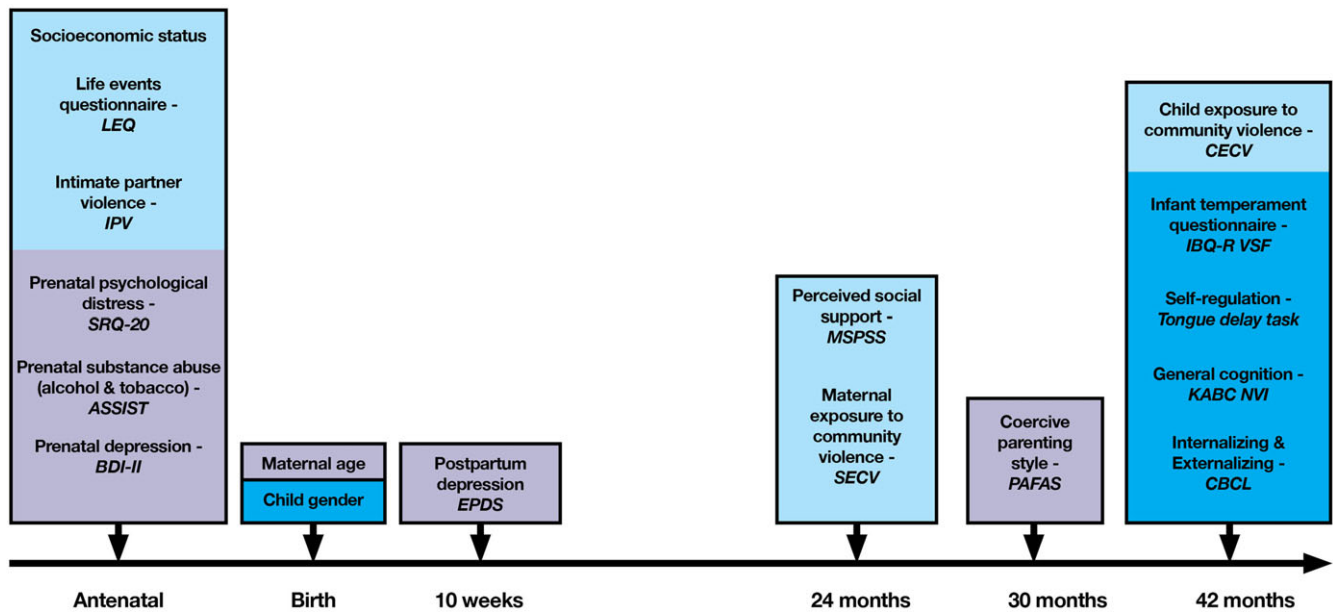 Socioeconomic status
Life events
questionnaire -
LEQ
Intimate partner
violence -
IPV
Prenatal psychological
distress -
SRQ-20
Prenatal substance abuse
(alcohol & tobacco) -
ASSIST
Prenatal depression -
BDI-II
Maternal age
Child gender
Postpartum
depression
EPDS
Perceived social
support -
MSPSS
Maternal
exposure to
community
violence -
SECV
Coercive
parenting
style -
PAFAS
Child exposure to
community violence -
CECV
Infant temperament
questionnaire -
IBQ-R VSF
Self-regulation -
Tongue delay task
General cognition -
KABC NVI
Internalizing &
Externalizing -
CBCL
Antenatal
Birth
10 weeks
24 months
30 months
42 months